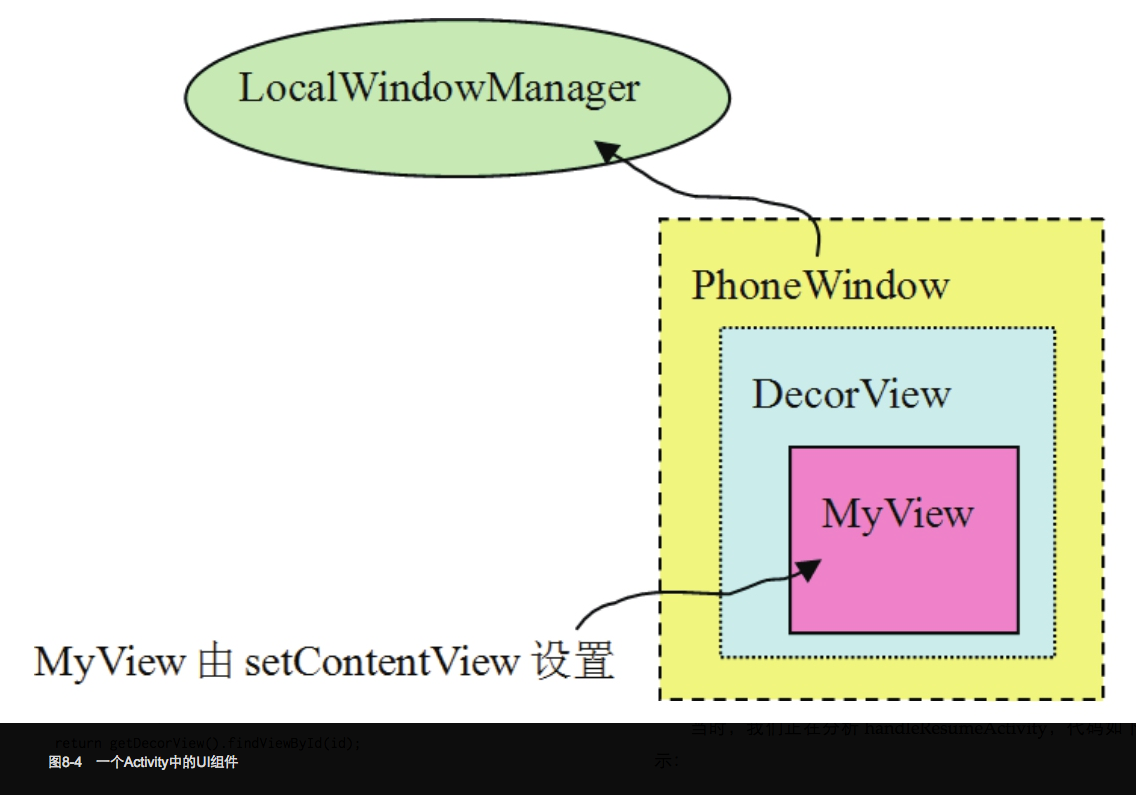 LocalWindowManager
PhoneWindow
DecorView
MyView
MyView 由 setContentView 设置
当时，我们正在分析 handleResumeActivity，代码如
return getDecorView().findViewById(id);
示：
图8-4 一个Activity中的UI组件